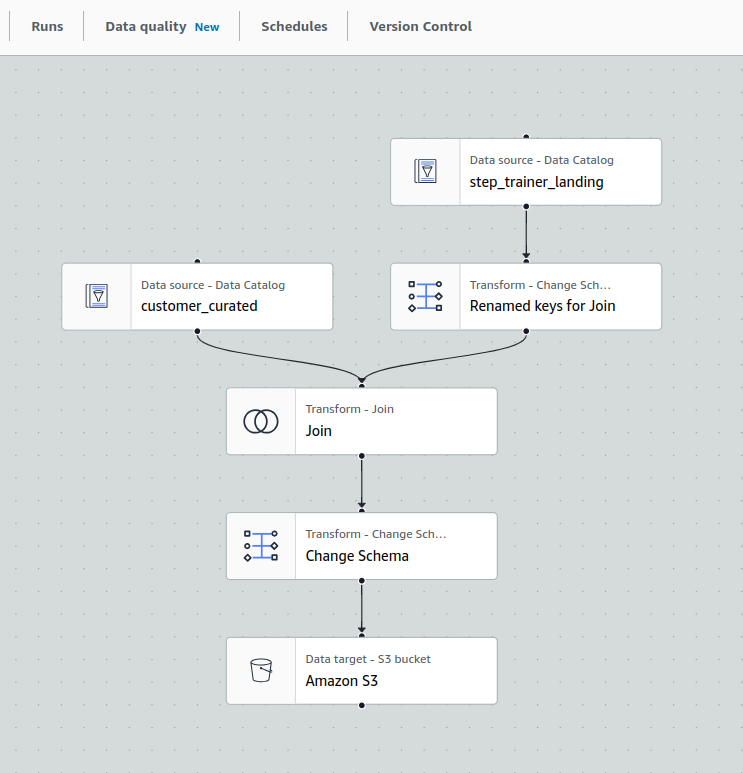 Runs
Data quality New
Schedules
Version Control
Data source - Data Catalog
step_trainer_landing
Data source - Data Catalog
customer_curated
Transform - Change Sch...
Renamed keys for Join
Transform - Join
Join
Transform - Change Sch...
Change Schema
Data target - S3 bucket
Amazon S3